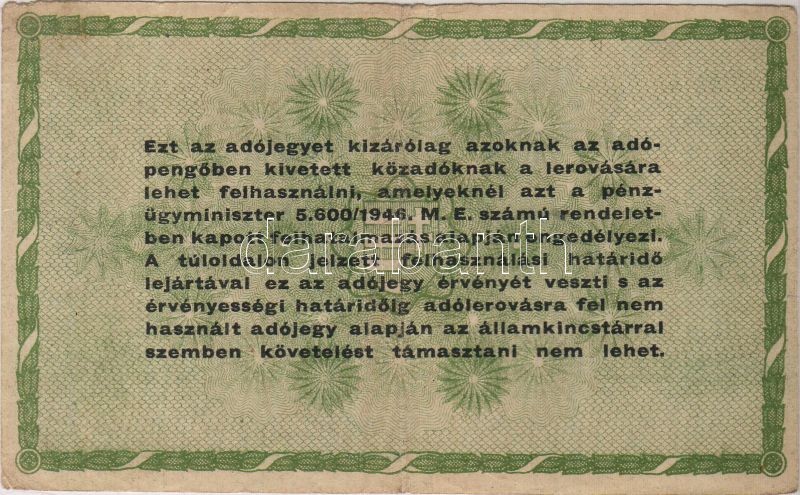 Ezt az adójegyet kizárólag azoknak az adó-
pengőben kivetett közadóknak a lerovására
lehet felhasználni, amelyeknél azt a pénz-
ügyminiszter 5.600/1946. M. E. számú rendelet-
ben kapott felhatalmazás alapján engedélyezi.
A túloldalon jelzett felhasználási határidő
lejártával ez az adójegy érvényét veszti s az
érvényességi határidőig adólerovásra fel nem
használt adójegy alapján az államkincstárral
szemben követelést támasztani nem lehet.
darabanth